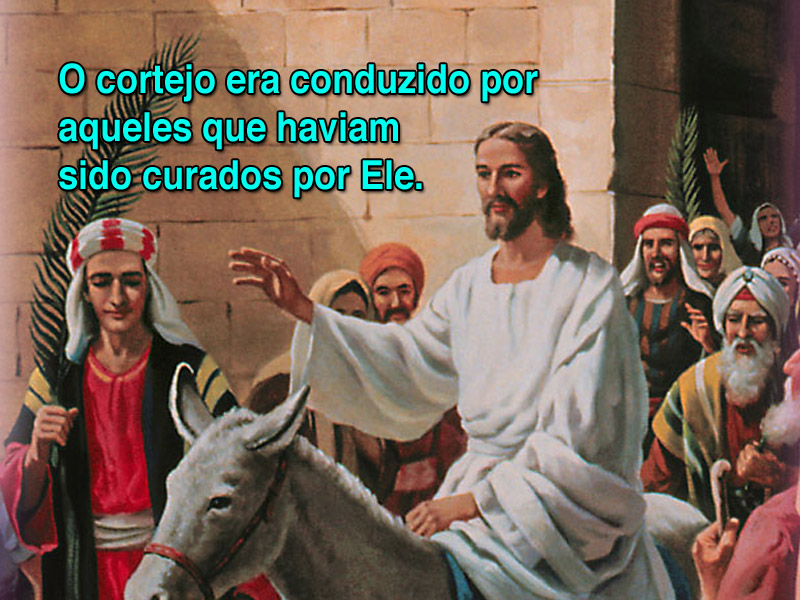 O cortejo era conduzido por
aqueles que haviam
sido curados por Ele.